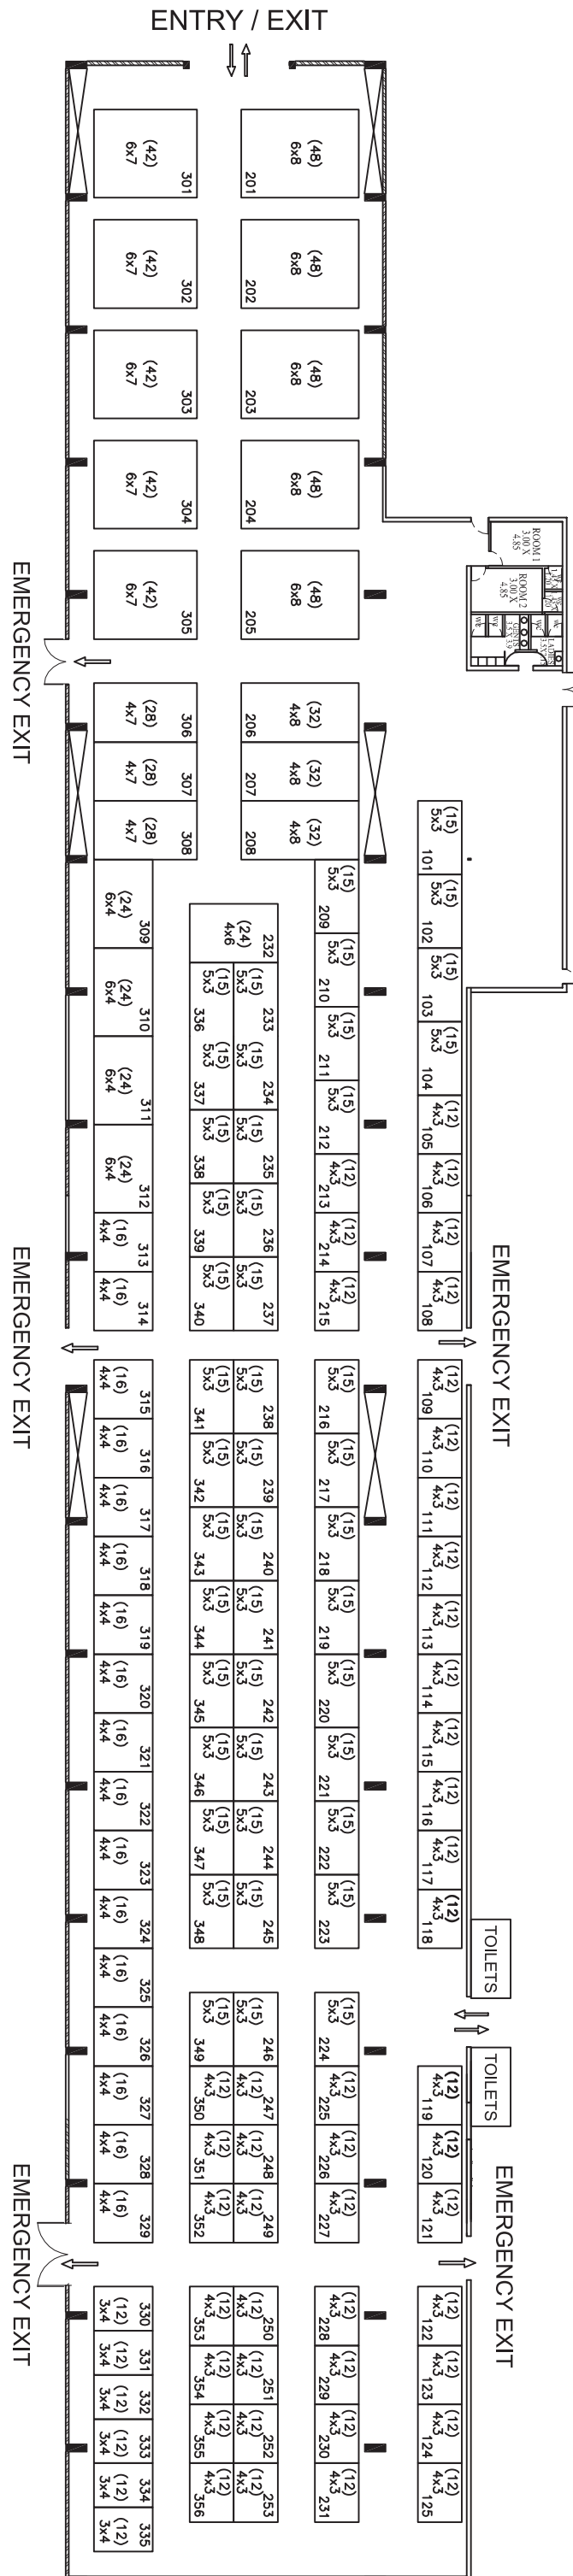 ENTRY / EXIT
ROOM 1
3.00 X
4.85
ROOM 2
3.00 X
4.85
LADIES
GENTS
3.5 X 3.9
WC WC WC WC
TOILETS TOILETS
EMERGENCY EXIT EMERGENCY EXIT
(15) (15) (15) (15) (12) (12) (12) (12) (12) (12) (12) (12) (12) (12) (12) (12) (12) (12) (12) (12) (12) (12) (12) (12) (12)
5x3 5x3 5x3 5x3 4x3 4x3 4x3 4x3 4x3 4x3 4x3 4x3 4x3 4x3 4x3 4x3 4x3 4x3 4x3 4x3 4x3 4x3 4x3 4x3 4x3
101 102 103 104 105 106 107 108 109 110 111 112 113 114 115 116 117 118 119 120 121 122 123 124 125
(48) (48) (48) (48) (48) (32) (32) (32)
6x8 6x8 6x8 6x8 6x8 4x8 4x8 4x8
201 202 203 204 205 206 207 208
(15) (15) (15) (15) (12) (12) (12) (15) (15) (15) (15) (15) (15) (15) (15) (15) (12) (12) (12) (12) (12) (12) (12)
5x3 5x3 5x3 5x3 4x3 4x3 4x3 5x3 5x3 5x3 5x3 5x3 5x3 5x3 5x3 5x3 4x3 4x3 4x3 4x3 4x3 4x3 4x3
209 210 211 212 213 214 215 216 217 218 219 220 221 222 223 224 225 226 227 228 229 230 231
232 233 234 235 236 237 238 239 240 241 242 243 244 245 246 247 248 249 250 251 252 253
(24) (15) (15) (15) (15) (15) (15) (15) (15) (15) (15) (15) (15) (15) (15) (12) (12) (12) (12) (12) (12) (12)
4x6 5x3 5x3 5x3 5x3 5x3 5x3 5x3 5x3 5x3 5x3 5x3 5x3 5x3 5x3 4x3 4x3 4x3 4x3 4x3 4x3 4x3
(15) (15) (15) (15) (15) (15) (15) (15) (15) (15) (15) (15) (15) (15) (12) (12) (12) (12) (12) (12) (12)
5x3 5x3 5x3 5x3 5x3 5x3 5x3 5x3 5x3 5x3 5x3 5x3 5x3 5x3 4x3 4x3 4x3 4x3 4x3 4x3 4x3
336 337 338 339 340 341 342 343 344 345 346 347 348 349 350 351 352 353 354 355 356
301 302 303 304 305 306 307 308
(42) (42) (42) (42) (42) (28) (28) (28)
6x7 6x7 6x7 6x7 6x7 4x7 4x7 4x7
309 310 311 312 313 314 315 316 317 318 319 320 321 322 323 324 325 326 327 328 329 330 331 332 333 334 335
(24) (24) (24) (24) (16) (16) (16) (16) (16) (16) (16) (16) (16) (16) (16) (16) (16) (16) (16) (16) (16) (12) (12) (12) (12) (12) (12)
6x4 6x4 6x4 6x4 4x4 4x4 4x4 4x4 4x4 4x4 4x4 4x4 4x4 4x4 4x4 4x4 4x4 4x4 4x4 4x4 4x4 3x4 3x4 3x4 3x4 3x4 3x4
EMERGENCY EXIT EMERGENCY EXIT EMERGENCY EXIT